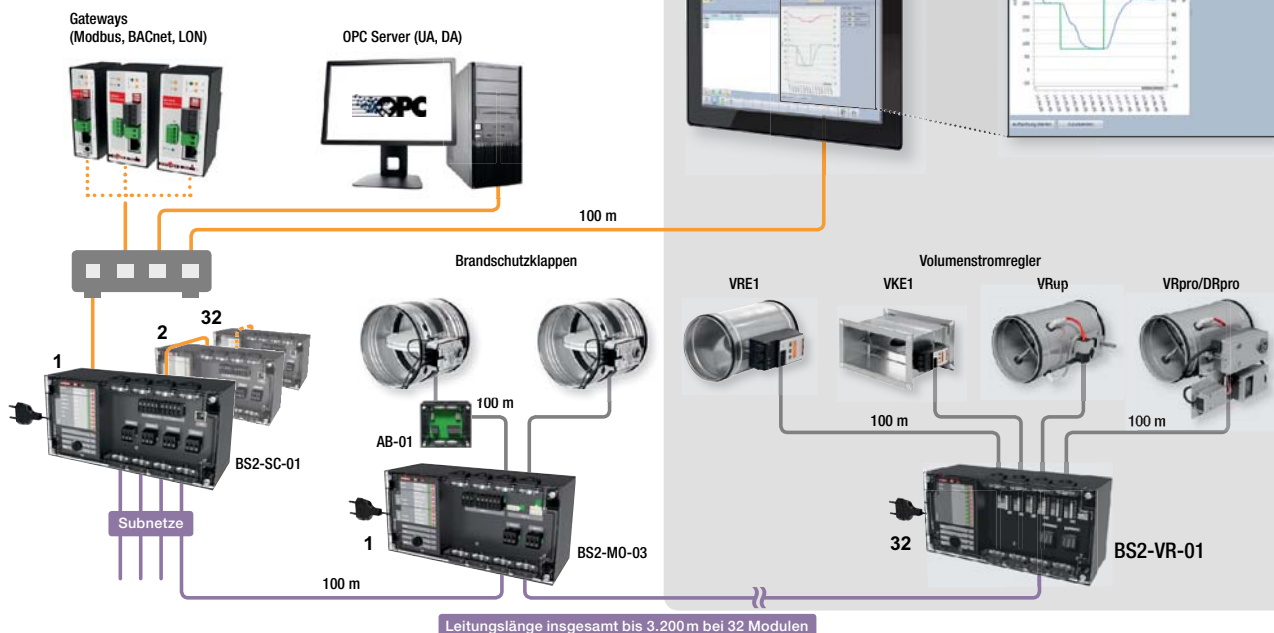 Gateways
(Modbus, BACnet, LON)
OPC Server (UA, DA)
OPC
100 m
Brandschutzklappen
Volumenstromregler
VRE1
VKE1
VRup
VRpro/DRpro
1
2
32
100 m
AB-01
100 m
100 m
BS2-SC-01
Subnetze
1
BS2-MO-03
32
BS2-VR-01
100 m
Leitungslänge insgesamt bis 3.200 m bei 32 Modulen